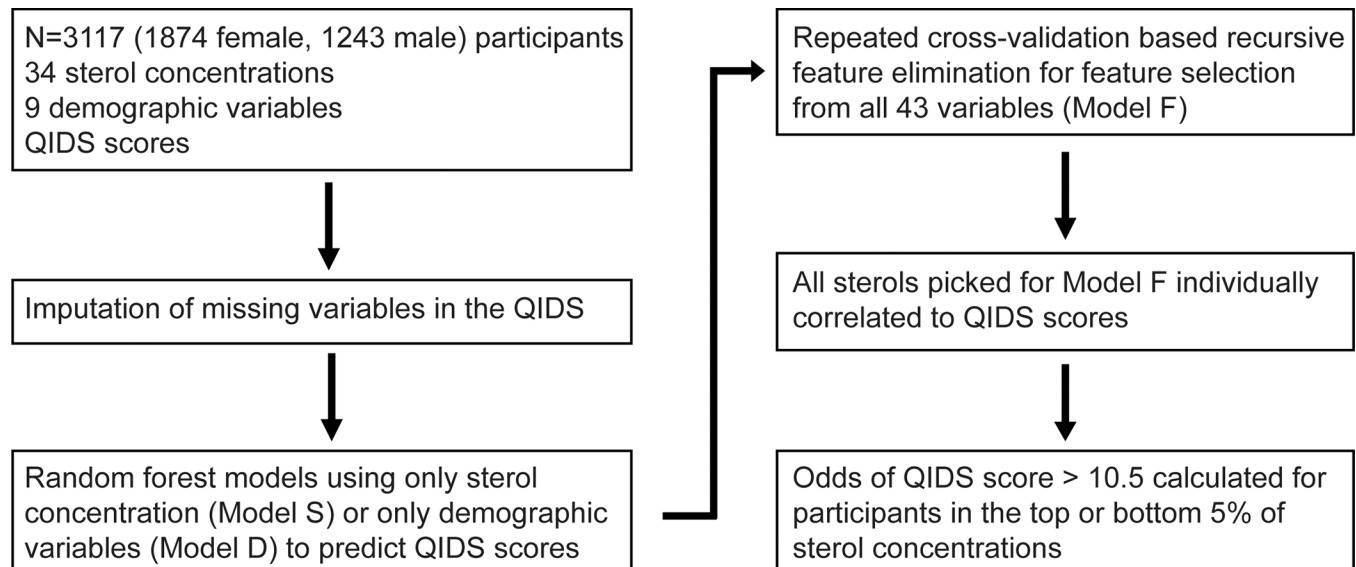 N=3117 (1874 female, 1243 male) participants
34 sterol concentrations
9 demographic variables
QIDS scores
Imputation of missing variables in the QIDS
Random forest models using only sterol
concentration (Model S) or only demographic
variables (Model D) to predict QIDS scores
Repeated cross-validation based recursive
feature elimination for feature selection
from all 43 variables (Model F)
All sterols picked for Model F individually
correlated to QIDS scores
Odds of QIDS score > 10.5 calculated for
participants in the top or bottom 5% of
sterol concentrations